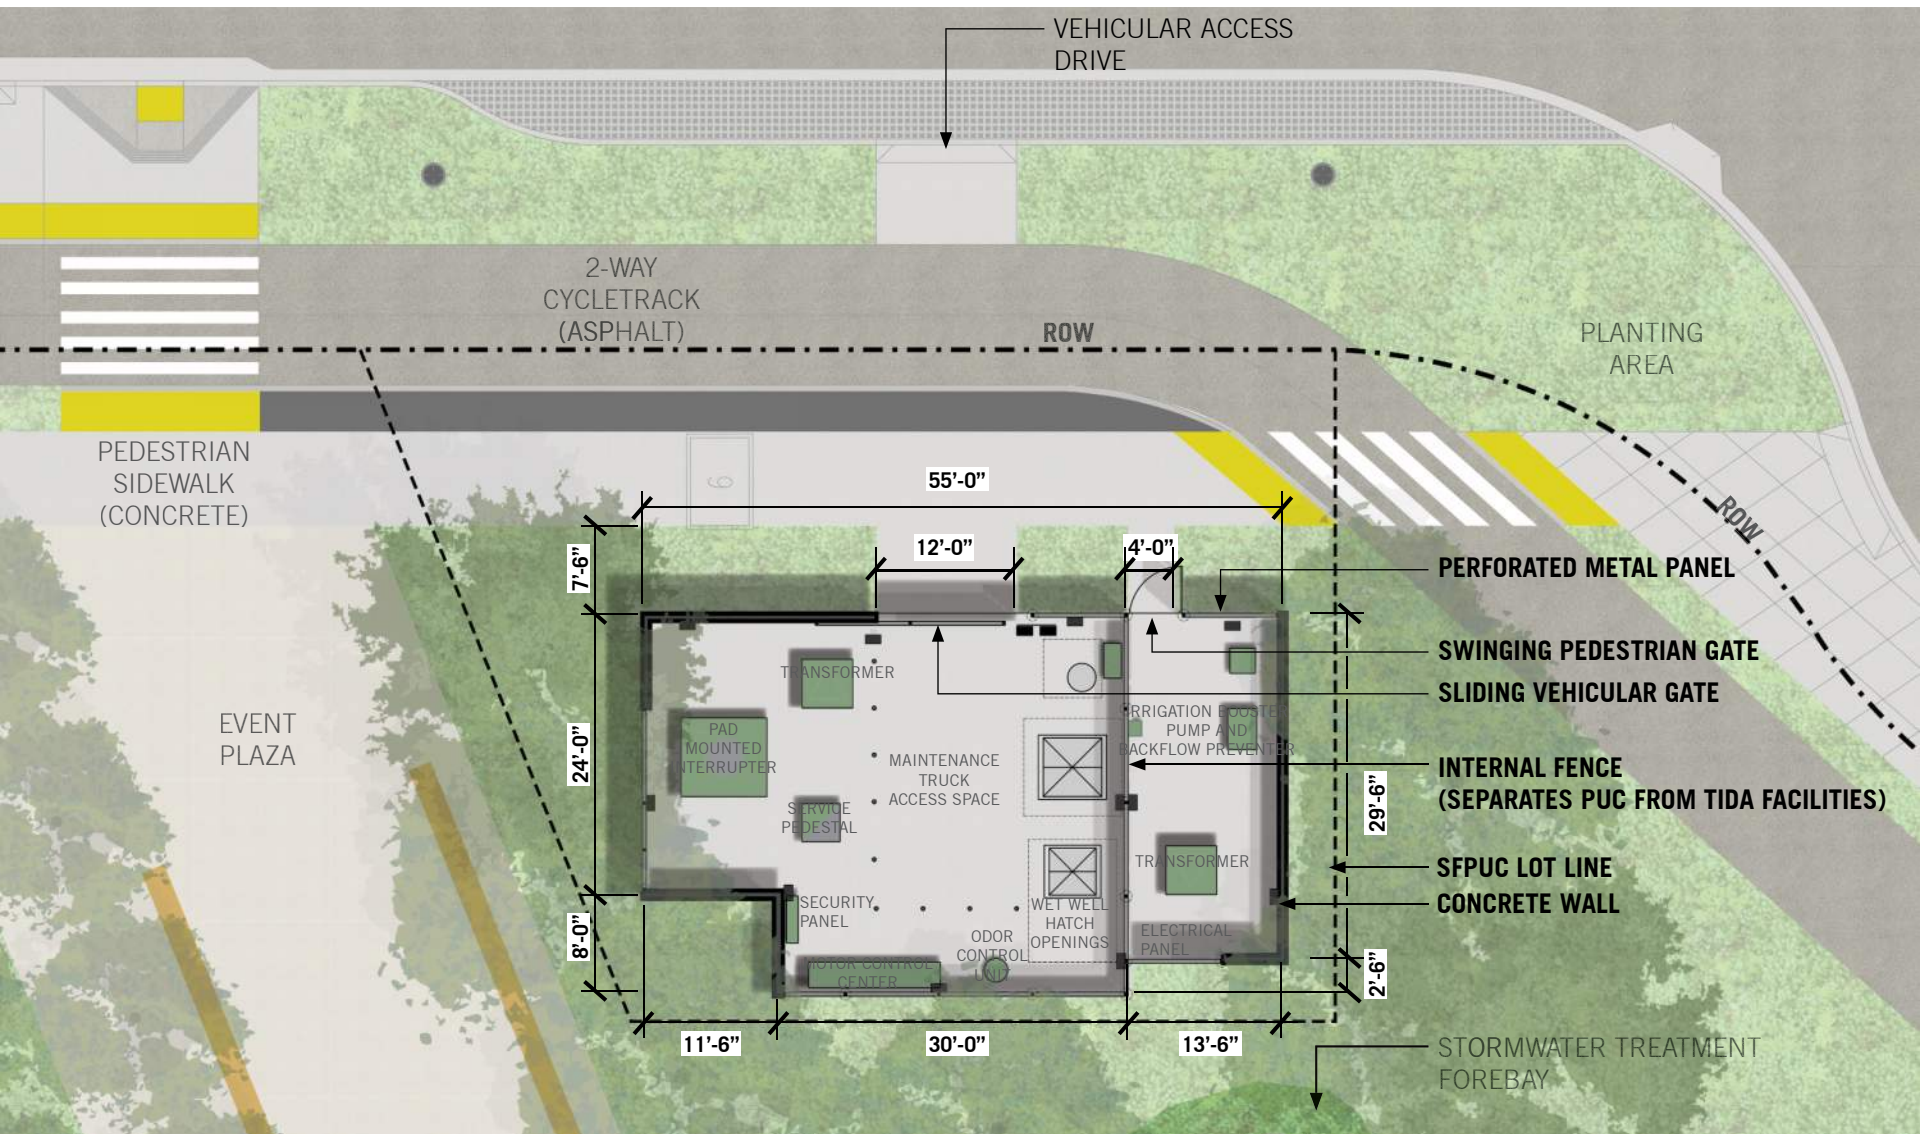 VEHICULAR ACCESS
DRIVE
2-WAY
CYCLETRACK
(ASPHALT)
ROW
PLANTING
AREA
PEDESTRIAN
SIDEWALK
(CONCRETE)
55'-0"
ROW
7'-6"
12'-0"
4'-0"
PERFORATED METAL PANEL
SWINGING PEDESTRIAN GATE
SLIDING VEHICULAR GATE
INTERNAL FENCE
(SEPARATES PUC FROM TIDA FACILITIES)
SFPUC LOT LINE
CONCRETE WALL
EVENT
PLAZA
24'-0"
8'-0"
TRANSFORMER
PAD
MOUNTED
INTERRUPTER
SERVICE
PEDESTAL
MAINTENANCE
TRUCK
ACCESS SPACE
IRRIGATION BOOSTER
PUMP AND
BACKFLOW PREVENTER
TRANSFORMER
SECURITY
PANEL
WET WELL
HATCH
OPENINGS
ODOR
CONTROL
UNIT
ELECTRICAL
PANEL
MOTOR CONTROL
CENTER
29'-6"
2'-6"
11'-6"
30'-0"
13'-6"
STORMWATER TREATMENT
FOREBAY